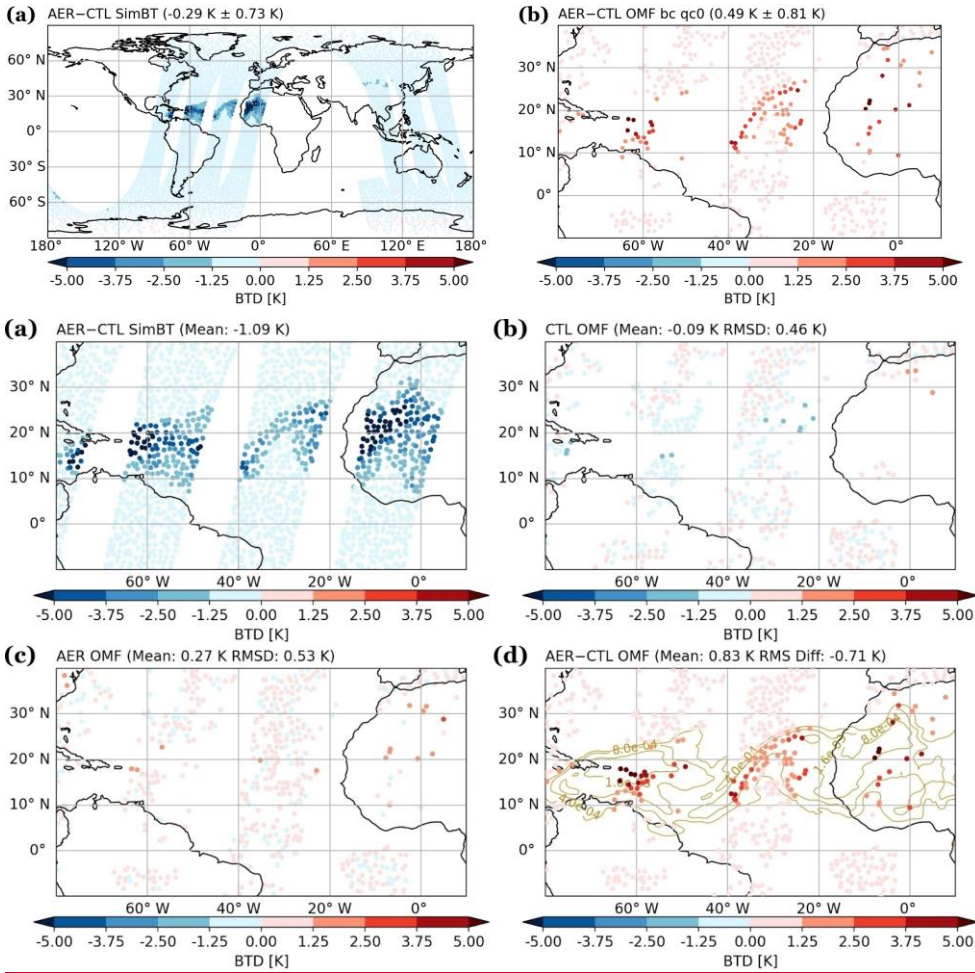 (a) AER−CTL SimBT (-0.29 K ± 0.73 K)
60° N
30° N
0°
30° S
60° S
180° 120° W 60° W 0° 60° E 120° E 180°
-5.00 -3.75 -2.50 -1.25 0.00 1.25 2.50 3.75 5.00
BTD [K]
(b) AER−CTL OMF bc qc0 (0.49 K ± 0.81 K)
30° N
20° N
10° N
0°
60° W 40° W 20° W 0°
-5.00 -3.75 -2.50 -1.25 0.00 1.25 2.50 3.75 5.00
BTD [K]
(a) AER−CTL SimBT (Mean: -1.09 K)
30° N
20° N
10° N
0°
60° W 40° W 20° W 0°
-5.00 -3.75 -2.50 -1.25 0.00 1.25 2.50 3.75 5.00
BTD [K]
(b) CTL OMF (Mean: -0.09 K RMSD: 0.46 K)
30° N
20° N
10° N
0°
60° W 40° W 20° W 0°
-5.00 -3.75 -2.50 -1.25 0.00 1.25 2.50 3.75 5.00
BTD [K]
(c) AER OMF (Mean: 0.27 K RMSD: 0.53 K)
30° N
20° N
10° N
0°
60° W 40° W 20° W 0°
-5.00 -3.75 -2.50 -1.25 0.00 1.25 2.50 3.75 5.00
BTD [K]
(d) AER−CTL OMF (Mean: 0.83 K RMS Diff: -0.71 K)
30° N
20° N
10° N
0°
8.0e-04
8.0e-04
60° W 40° W 20° W 0°
-5.00 -3.75 -2.50 -1.25 0.00 1.25 2.50 3.75 5.00
BTD [K]